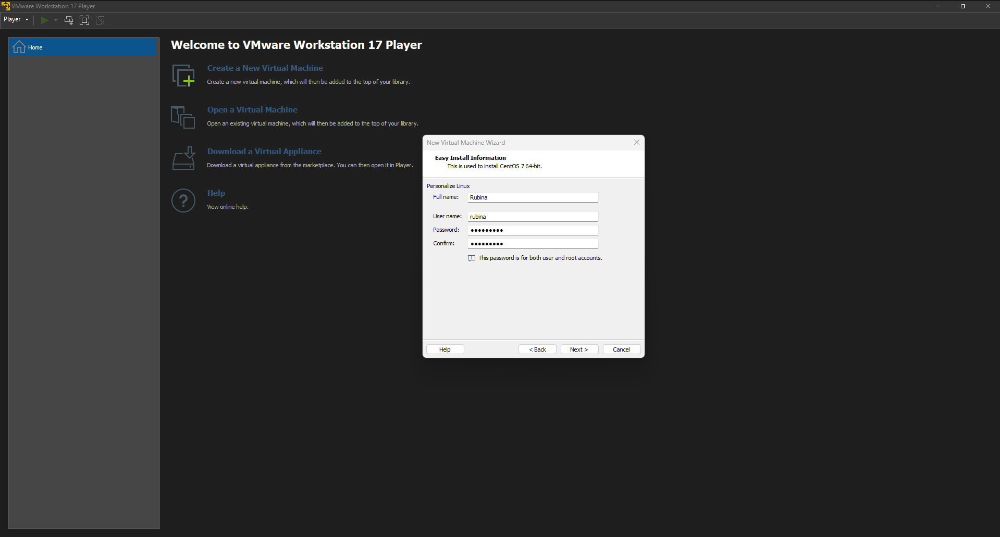 VMware Workstation 17 Player
Player
Home
Welcome to VMware Workstation 17 Player
Create a New Virtual Machine
Create a new virtual machine, which will then be added to the top of your library.
Open a Virtual Machine
Open an existing virtual machine, which will then be added to the top of your library.
Download a Virtual Appliance
Download a virtual appliance from the marketplace. You can then open it in Player.
?
Help
View online help.
New Virtual Machine Wizard
Easy Install Information
This is used to install CentOS 7 64-bit.
Personalize Linux
Full name: Rubina
User name: rubina
Password: ●●●●●●●●●
Confirm: ●●●●●●●●●
This password is for both user and root accounts.
Help < Back Next > Cancel